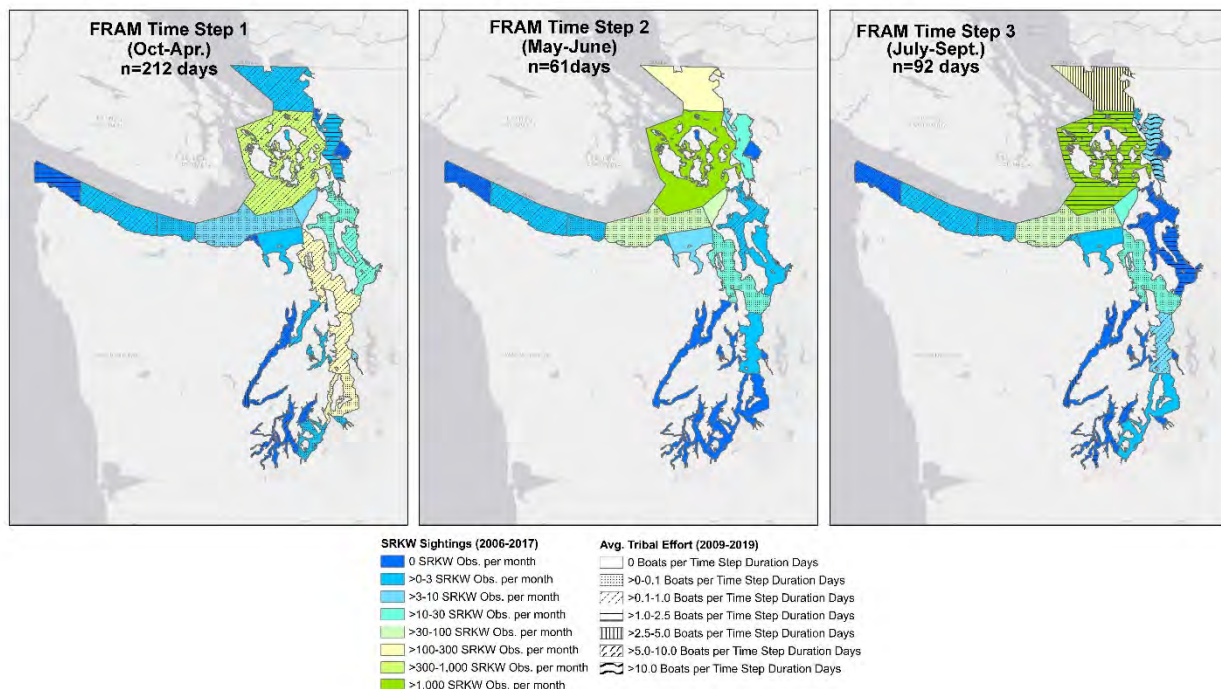 FRAM Time Step 1
(Oct-Apr.)
n=212 days
FRAM Time Step 2
(May-June)
n=61days
FRAM Time Step 3
(July-Sept.)
n=92 days
SRKW Sightings (2006-2017)
0 SRKW Obs. per month
>0-3 SRKW Obs. per month
>3-10 SRKW Obs. per month
>10-30 SRKW Obs. per month
>30-100 SRKW Obs. per month
>100-300 SRKW Obs. per month
>300-1,000 SRKW Obs. per month
>1,000 SRKW Obs. per month
Avg. Tribal Effort (2009-2019)
0 Boats per Time Step Duration Days
>0-0.1 Boats per Time Step Duration Days
>0.1-1.0 Boats per Time Step Duration Days
>1.0-2.5 Boats per Time Step Duration Days
>2.5-5.0 Boats per Time Step Duration Days
>5.0-10.0 Boats per Time Step Duration Days
>10.0 Boats per Time Step Duration Days